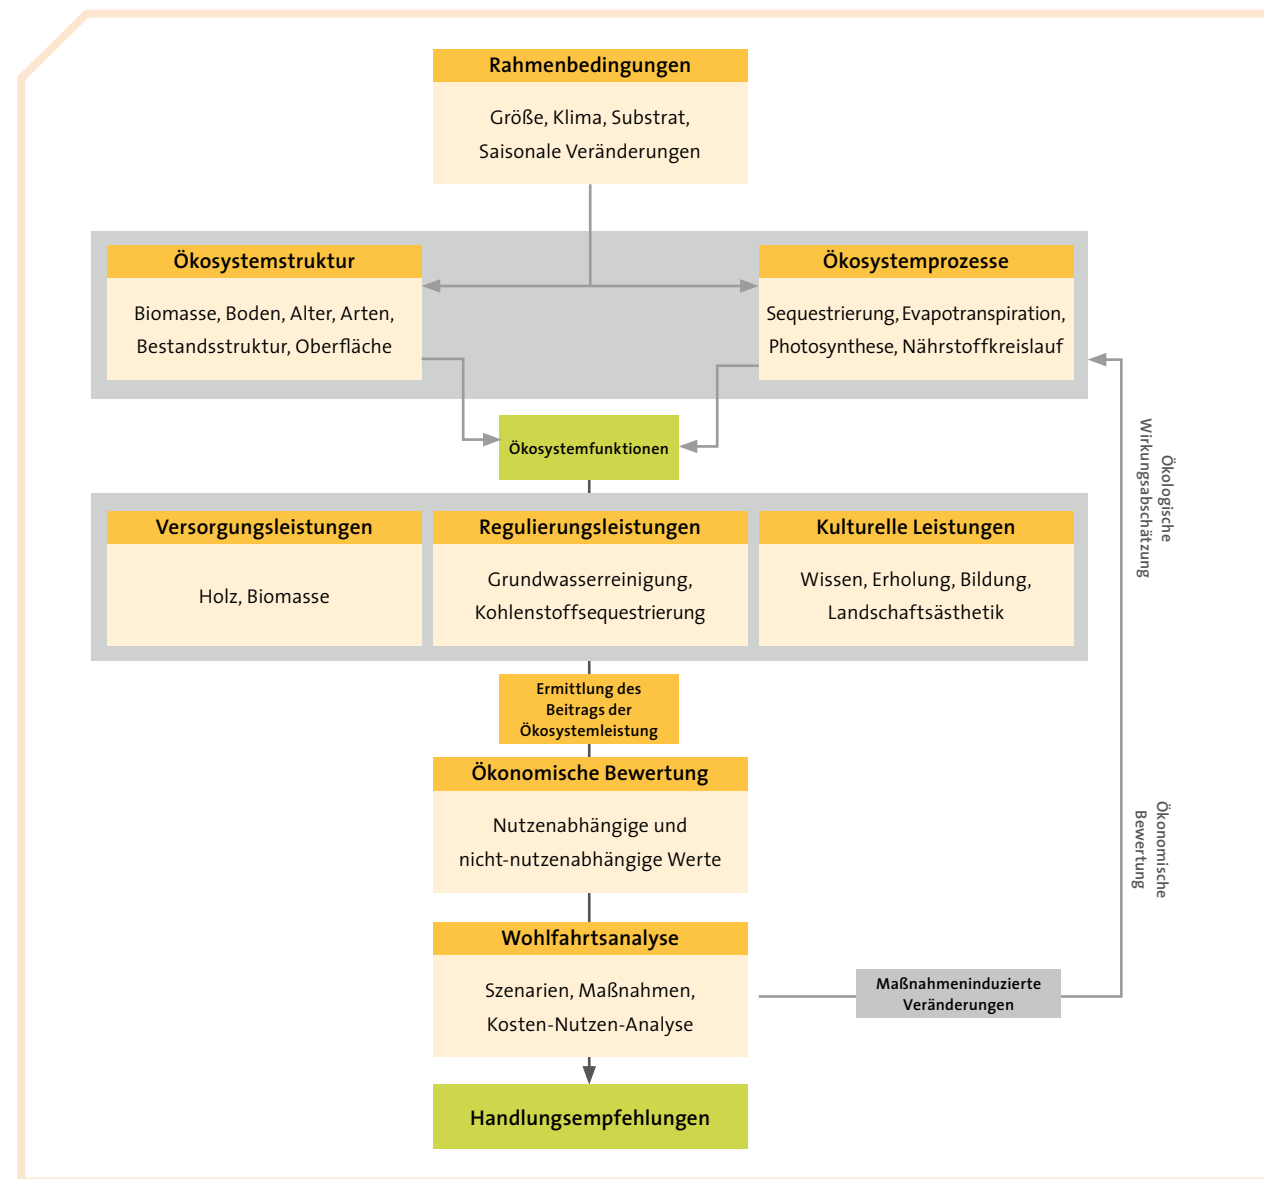 Rahmenbedingungen
Größe, Klima, Substrat,
Saisonale Veränderungen
Ökosystemstruktur
Biomasse, Boden, Alter, Arten,
Bestandsstruktur, Oberfläche
Ökosystemprozesse
Sequestrierung, Evapotranspiration,
Photosynthese, Nährstoffkreislauf
Ökosystemfunktionen
Versorgungsleistungen
Holz, Biomasse
Regulierungsleistungen
Grundwasserreinigung,
Kohlenstoffsequestrierung
Kulturelle Leistungen
Wissen, Erholung, Bildung,
Landschaftsästhetik
Ökologische
Wirkungsabschätzung
Ermittlung des
Beitrags der
Ökosystemleistung
Ökonomische Bewertung
Nutzenabhängige und
nicht-nutzenabhängige Werte
Ökonomische
Bewertung
Wohlfahrtsanalyse
Szenarien, Maßnahmen,
Kosten-Nutzen-Analyse
Maßnahmeninduzierte
Veränderungen
Handlungsempfehlungen